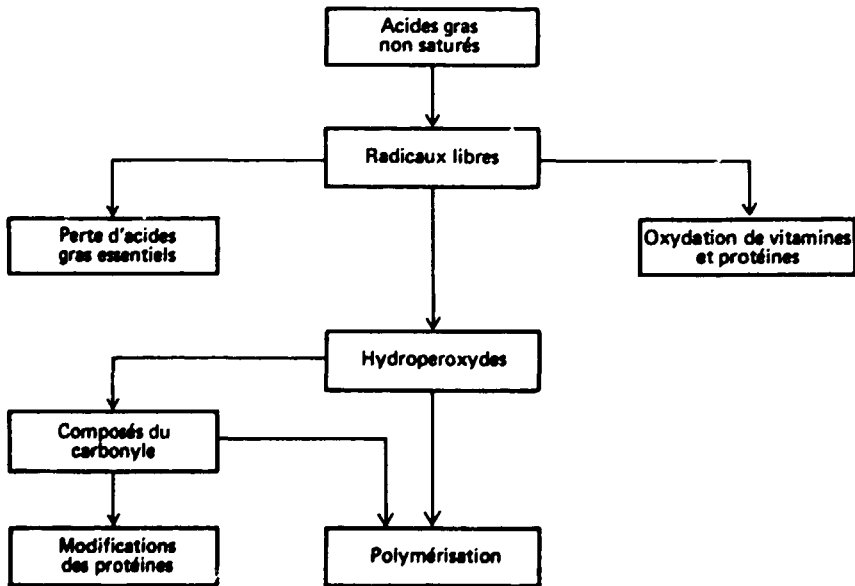 Acides gras
non saturés
Radicaux libres
Perte d'acides
gras essentiels
Oxydation de vitamines
et protéines
Hydroperoxydes
Composés du
carbonyle
Modifications
des protéines
Polymérisation